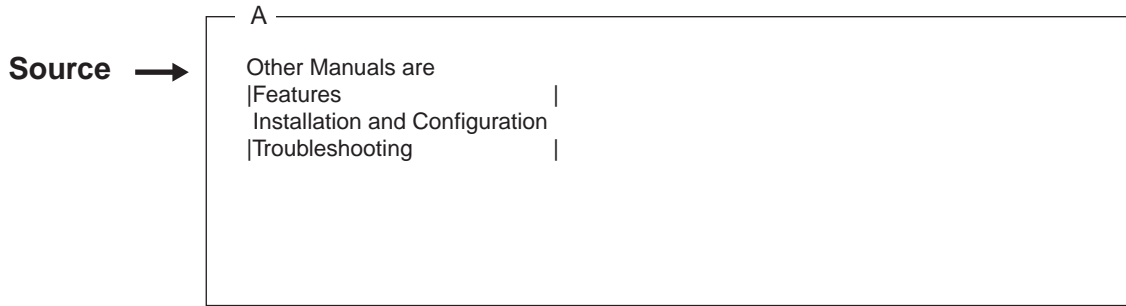 A
Source
Other Manuals are
|Features |
Installation and Configuration
|Troubleshooting |